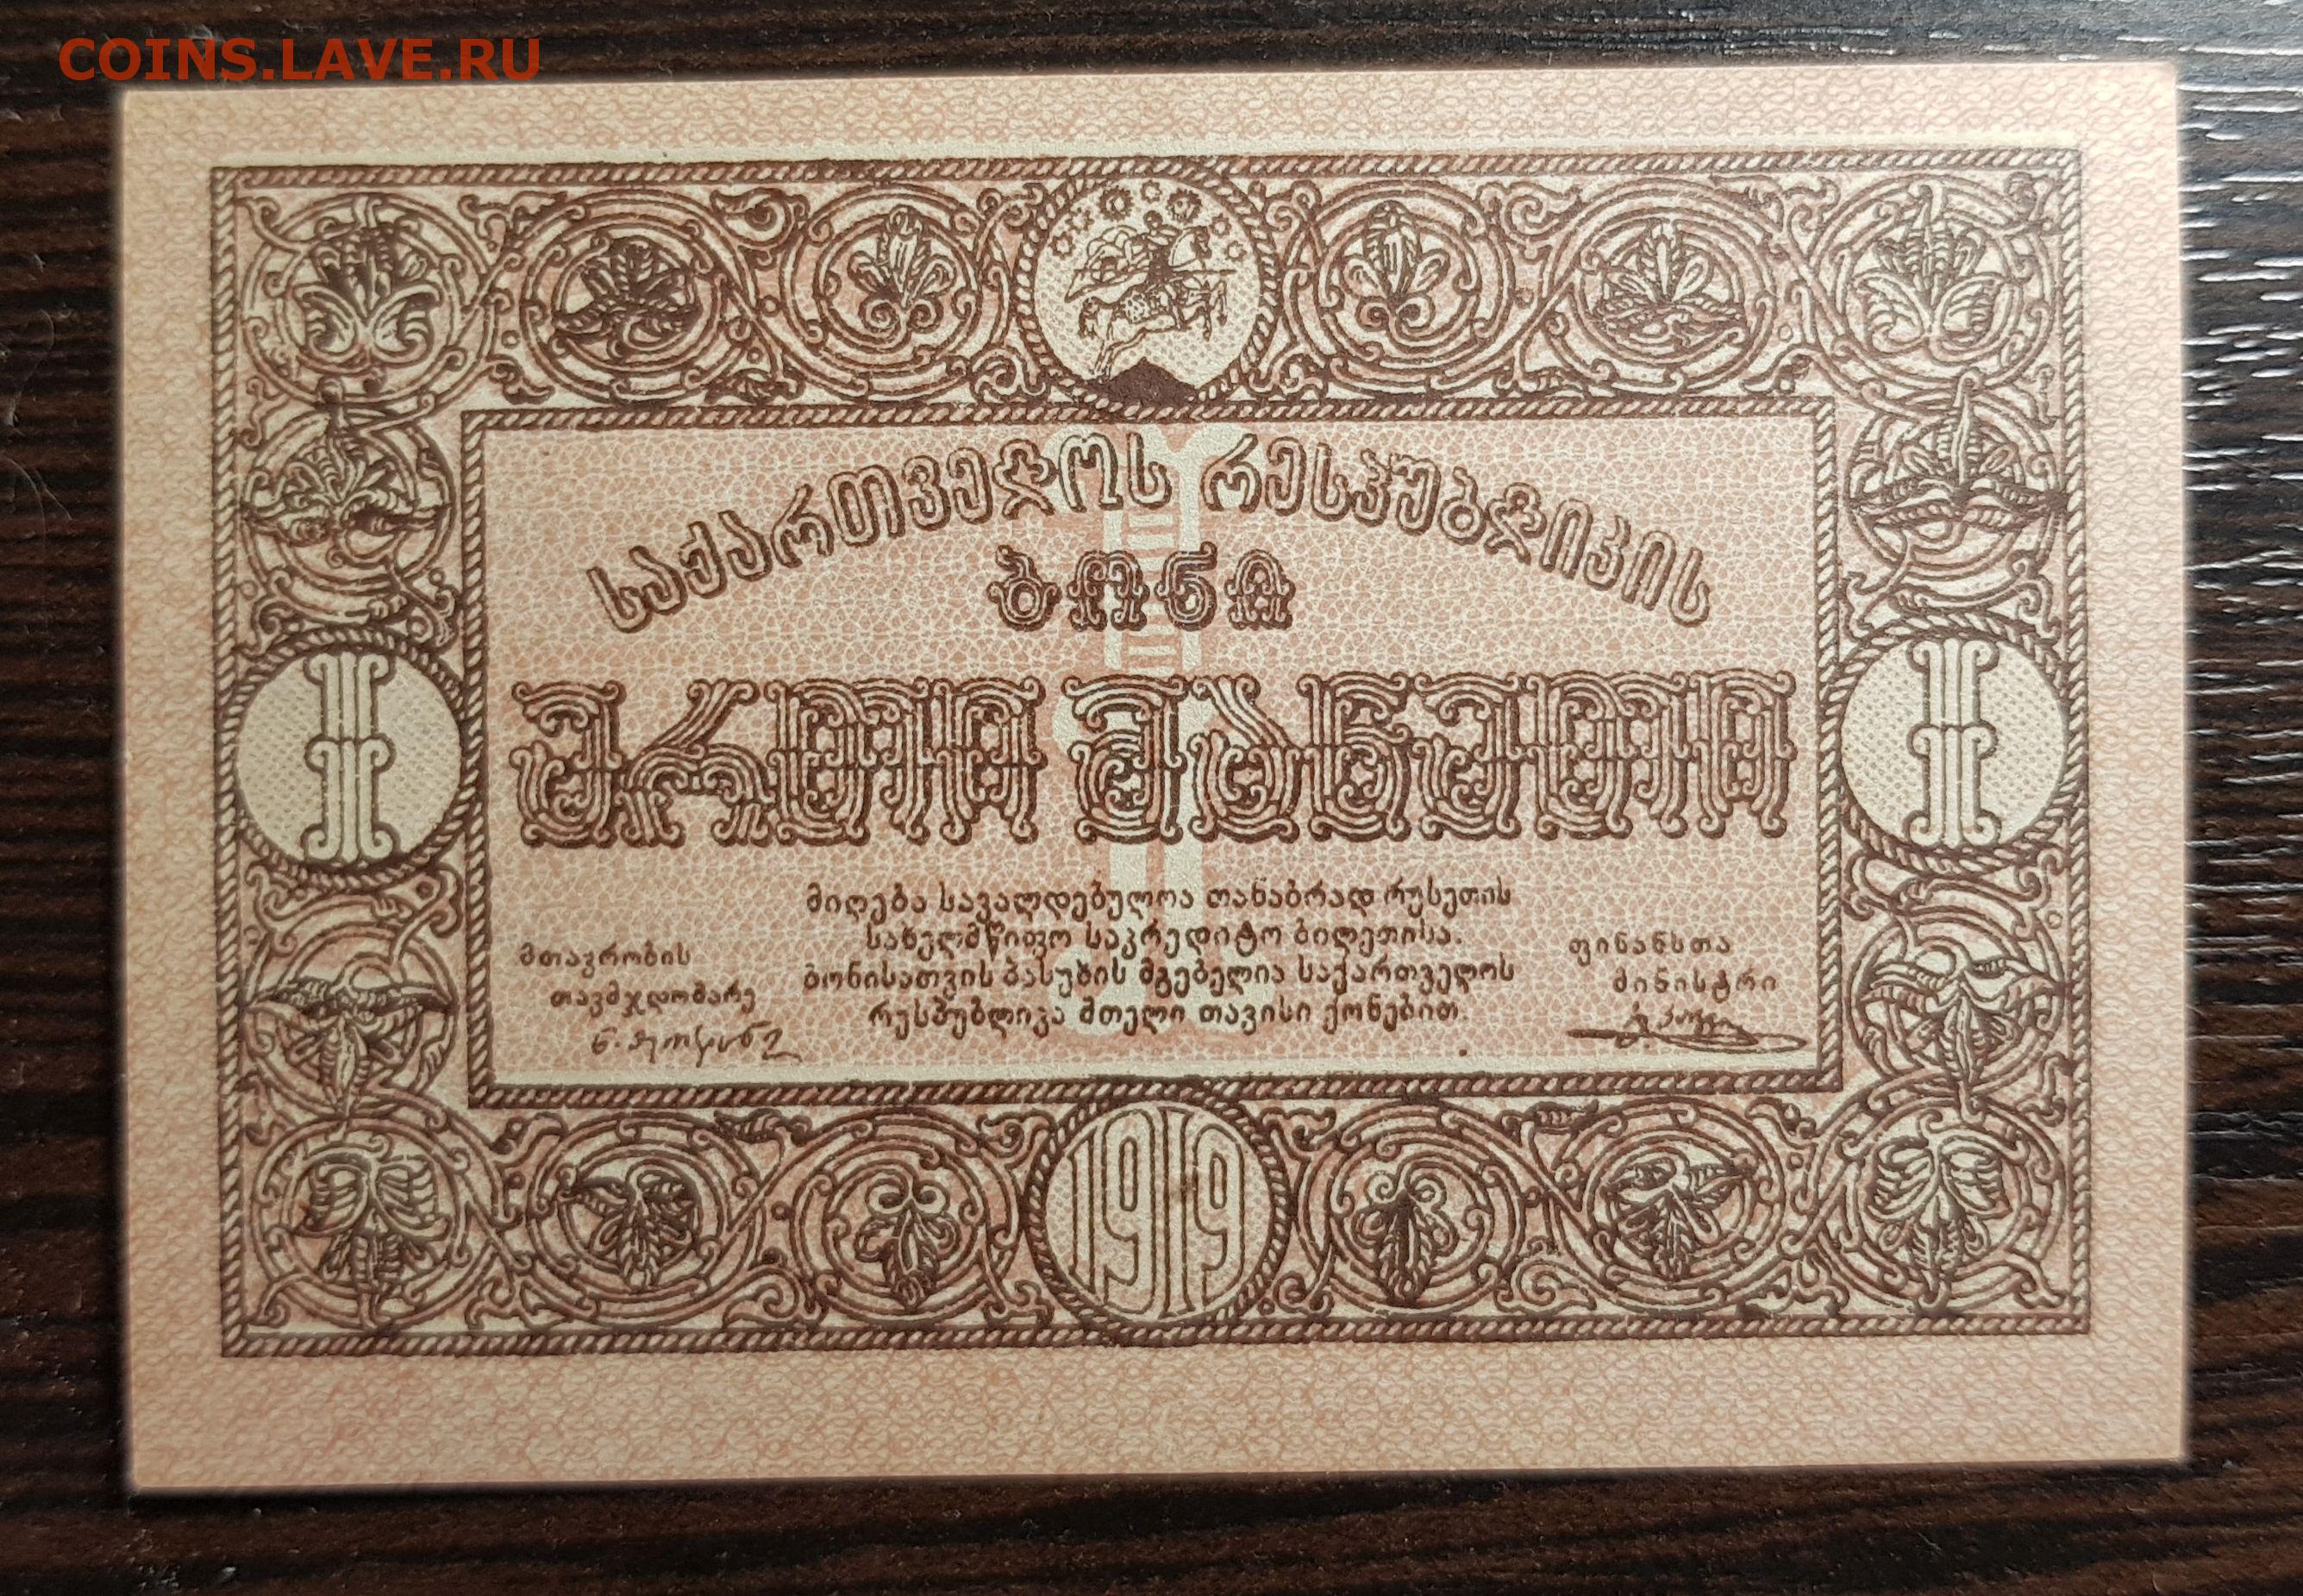 COINS.LAVE.RU
საქართველოს რესპუბლიკის
ბონა
I
ერთი მანეთი
I
მიღება სავალდებულოა თანაბრად რუსეთის
სახელმწიფო საკრედიტო ბილეთისა.
ბონისათვის პასუხის მგებელია საქართველოს
რესპუბლიკა მთელი თავისი ქონებით.
მთავრობის
თავმჯდომარე
ფინანსთა
მინისტრი
1919